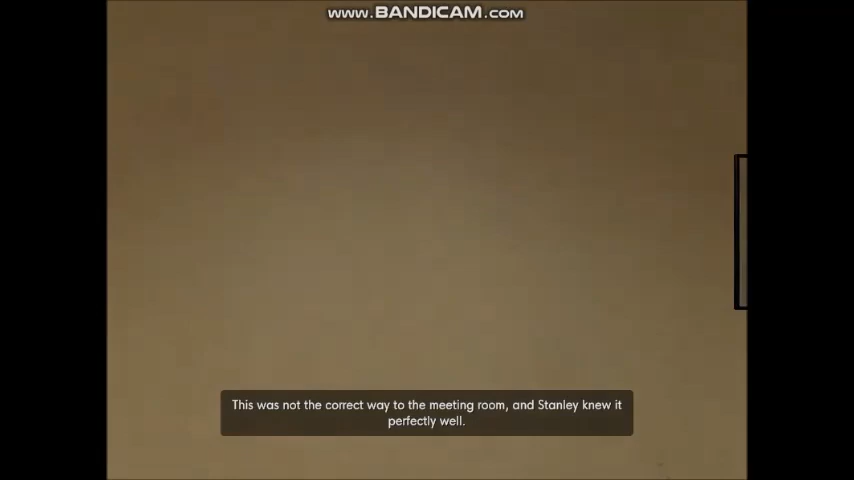 www.BANDICAM.com
This was not the correct way to the meeting room, and Stanley knew it
perfectly well.